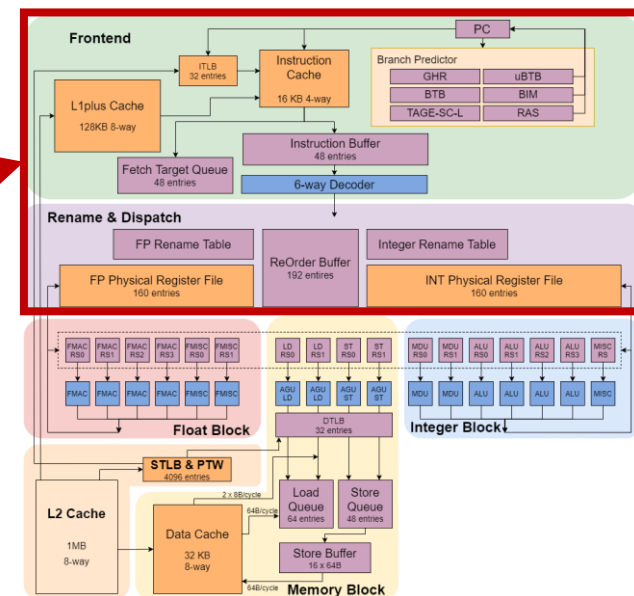 Frontend
PC
ITLB
32 entries
Instruction
Cache
16 KB 4-way
Branch Predictor
GHR
uBTB
BTB
BIM
TAGE-SC-L
RAS
L1plus Cache
128KB 8-way
Instruction Buffer
48 entries
Fetch Target Queue
48 entries
6-way Decoder
Rename & Dispatch
FP Rename Table
ReOrder Buffer
192 entires
Integer Rename Table
FP Physical Register File
160 entries
INT Physical Register File
160 entries
FMAC RS0
FMAC RS1
FMAC RS2
FMAC RS3
FMISC RS0
FMISC RS1
LD RS0
LD RS1
ST RS0
ST RS1
MDU RS0
MDU RS1
ALU RS0
ALU RS1
ALU RS2
ALU RS3
MISC RS
FMAC
FMAC
FMAC
FMAC
FMISC
FMISC
AGU LD
AGU LD
AGU ST
AGU ST
MDU
MDU
ALU
ALU
ALU
ALU
MISC
Float Block
DTLB
32 entries
Integer Block
STLB & PTW
4096 entries
2 x 8B/cycle
L2 Cache
1MB
8-way
Data Cache
32 KB
8-way
64B/cycle
Load
Queue
64 entries
Store
Queue
48 entries
Store Buffer
16 x 64B
64B/cycle
Memory Block